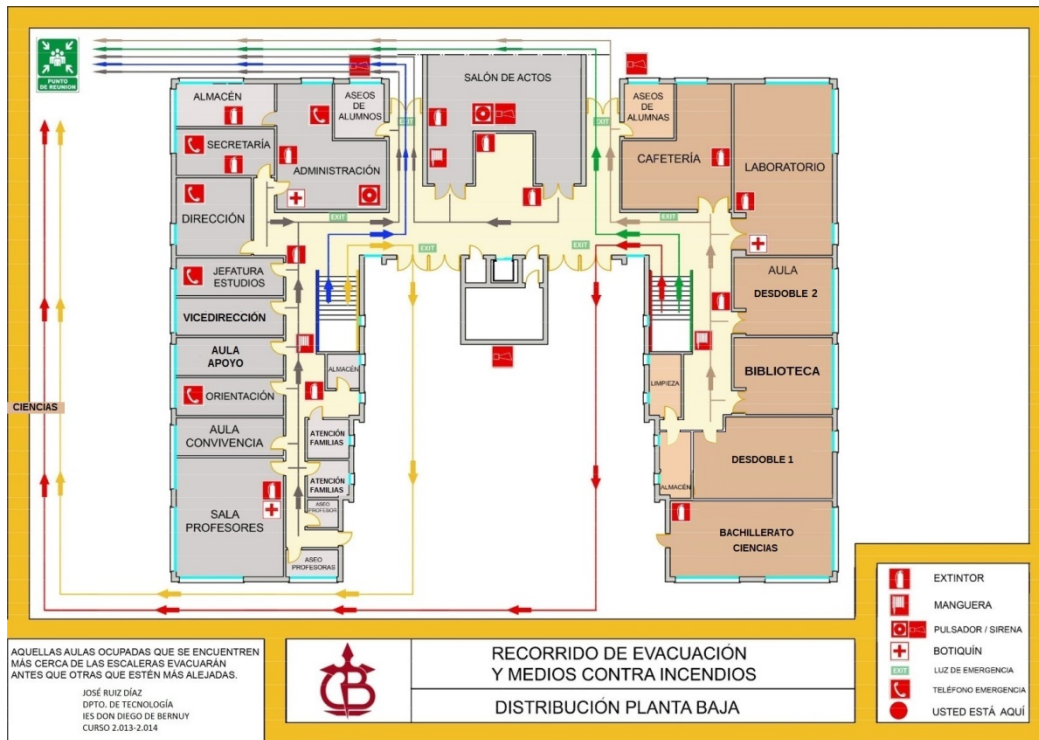 PUNTO
DE REUNIÓN
SALÓN DE ACTOS
ALMACÉN
ASEOS
DE
ALUMNOS
ASEOS
DE
ALUMNAS
SECRETARÍA
ADMINISTRACIÓN
CAFETERÍA
LABORATORIO
DIRECCIÓN
EXIT
EXIT
EXIT
EXIT
EXIT
EXIT
JEFATURA
ESTUDIOS
AULA
DESDOBLE 2
VICEDIRECCIÓN
AULA
APOYO
ALMACÉN
LIMPIEZA
BIBLIOTECA
ORIENTACIÓN
CIENCIAS
AULA
CONVIVENCIA
ATENCIÓN
FAMILIAS
DESDOBLE 1
ATENCIÓN
FAMILIAS
ALMACÉN
SALA
PROFESORES
ASEO
PROFESOR
BACHILLERATO
CIENCIAS
ASEO
PROFESORAS
EXTINTOR
MANGUERA
PULSADOR / SIRENA
BOTIQUÍN
EXIT
LUZ DE EMERGENCIA
TELÉFONO EMERGENCIA
USTED ESTÁ AQUÍ
AQUELLAS AULAS OCUPADAS QUE SE ENCUENTREN
MÁS CERCA DE LAS ESCALERAS EVACUARÁN
ANTES QUE OTRAS QUE ESTÉN MÁS ALEJADAS.
JOSÉ RUIZ DÍAZ
DPTO. DE TECNOLOGÍA
IES DON DIEGO DE BERNUY
CURSO 2.013-2.014
RECORRIDO DE EVACUACIÓN
Y MEDIOS CONTRA INCENDIOS
DISTRIBUCIÓN PLANTA BAJA